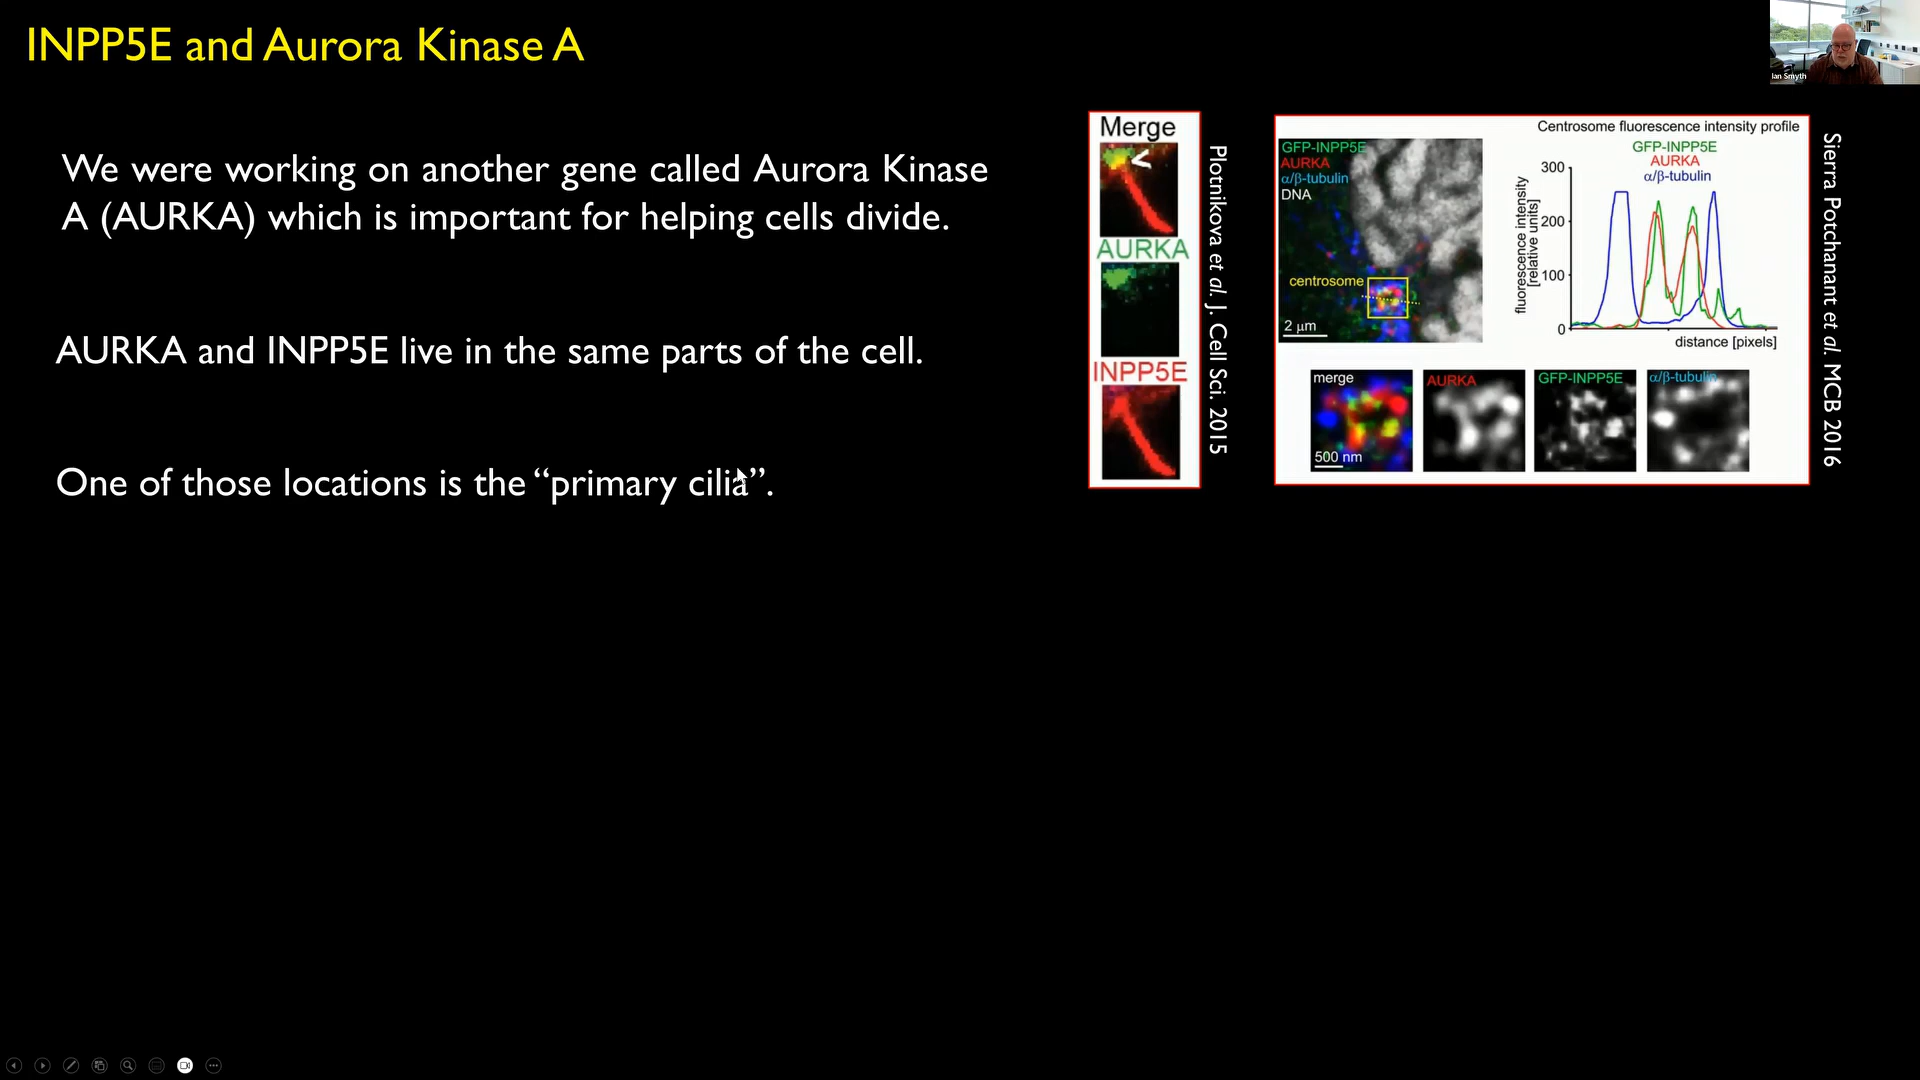 INPP5E and Aurora Kinase A
Ian Smyth
We were working on another gene called Aurora Kinase
A (AURKA) which is important for helping cells divide.
AURKA and INPP5E live in the same parts of the cell.
One of those locations is the “primary cilia”.
Merge
<
AURKA
INPP5E
Plotnikova et al. J. Cell Sci. 2015
GFP-INPP5E
AURKA
α/β-tubulin
DNA
centrosome
2 μm
Centrosome fluorescence intensity profile
GFP-INPP5E
AURKA
α/β-tubulin
fluorescence intensity
[relative units]
300
200
100
0
distance [pixels]
merge
500 nm
AURKA
GFP-INPP5E
α/β-tubulin
Sierra Potchanant et al. MCB 2016